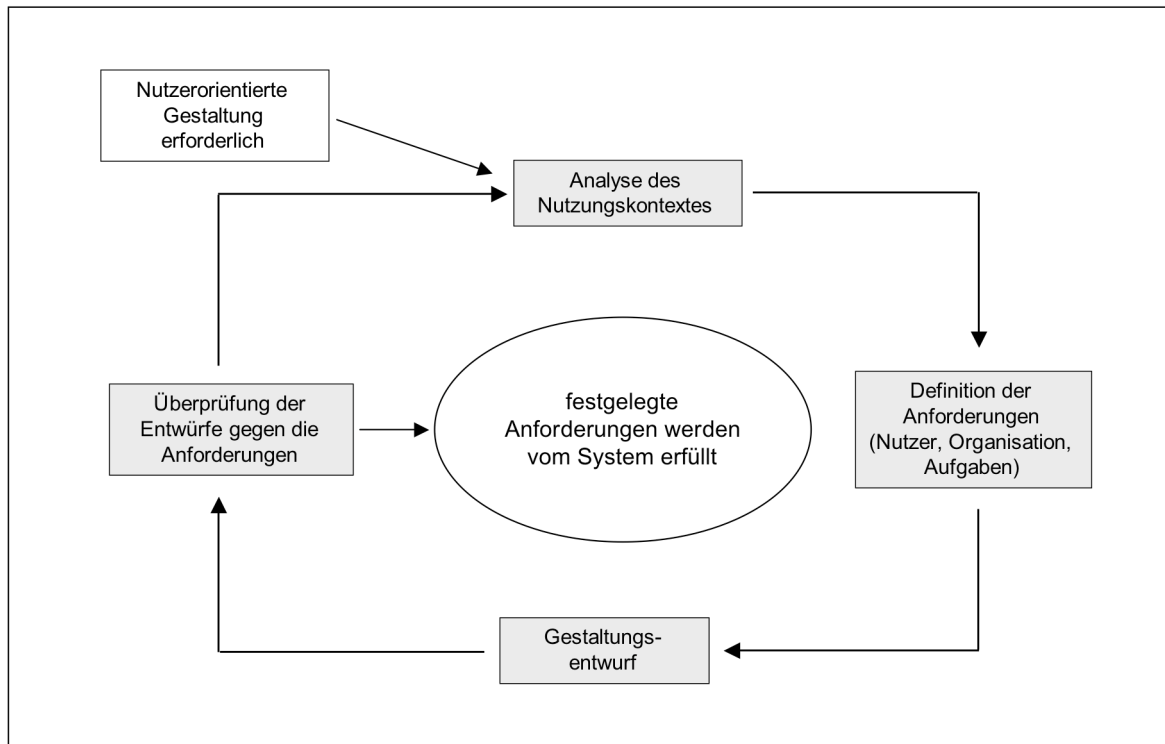 Nutzerorientierte
Gestaltung
erforderlich
Analyse des
Nutzungskontextes
Überprüfung der
Entwürfe gegen die
Anforderungen
festgelegte
Anforderungen werden
vom System erfüllt
Definition der
Anforderungen
(Nutzer, Organisation,
Aufgaben)
Gestaltungs-
entwurf